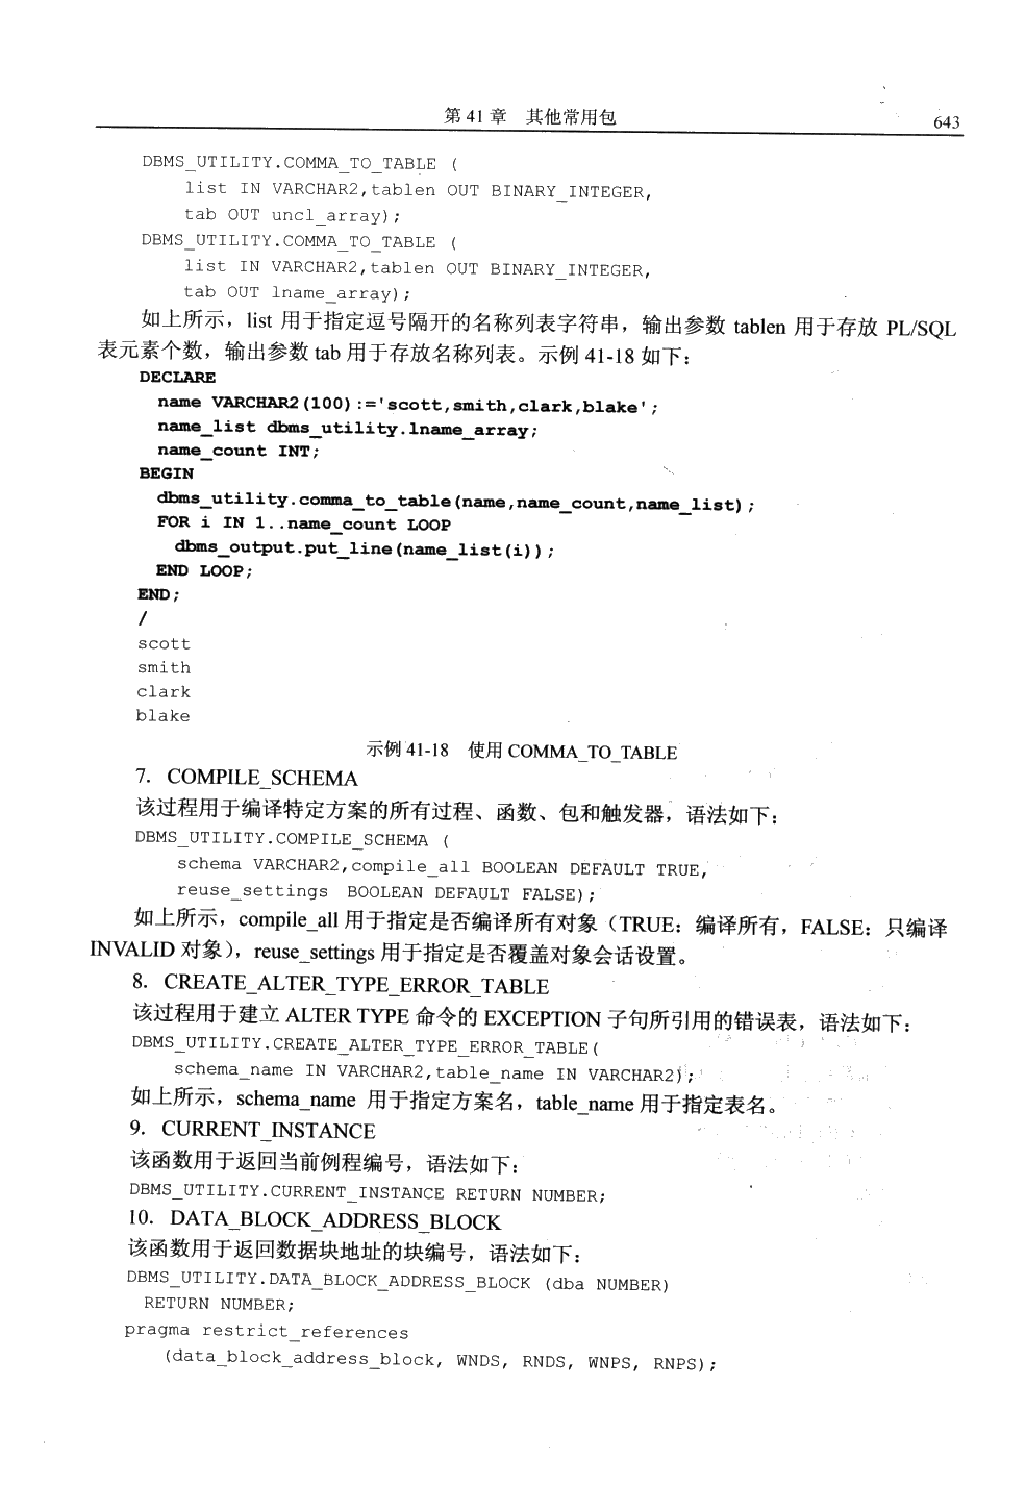 第 41 章 其他常用包 643
DBMS_UTILITY.COMMA_TO_TABLE (
list IN VARCHAR2,tablen OUT BINARY_INTEGER,
tab OUT uncl_array);
DBMS_UTILITY.COMMA_TO_TABLE (
list IN VARCHAR2,tablen OUT BINARY_INTEGER,
tab OUT lname_array);
如上所示，list 用于指定逗号隔开的名称列表字符串，输出参数 tablen 用于存放 PL/SQL
表元素个数，输出参数 tab 用于存放名称列表。示例 41-18 如下：
DECLARE
name VARCHAR2(100):='scott,smith,clark,blake';
name_list dbms_utility.lname_array;
name_count INT;
BEGIN
dbms_utility.comma_to_table(name,name_count,name_list);
FOR i IN 1..name_count LOOP
dbms_output.put_line(name_list(i));
END LOOP;
END;
/
scott
smith
clark
blake
示例 41-18 使用 COMMA_TO_TABLE
7. COMPILE_SCHEMA
该过程用于编译特定方案的所有过程、函数、包和触发器，语法如下：
DBMS_UTILITY.COMPILE_SCHEMA (
schema VARCHAR2,compile_all BOOLEAN DEFAULT TRUE,
reuse_settings BOOLEAN DEFAULT FALSE);
如上所示，compile_all 用于指定是否编译所有对象（TRUE：编译所有，FALSE：只编译
INVALID 对象），reuse_settings 用于指定是否覆盖对象会话设置。
8. CREATE_ALTER_TYPE_ERROR_TABLE
该过程用于建立 ALTER TYPE 命令的 EXCEPTION 子句所引用的错误表，语法如下：
DBMS_UTILITY.CREATE_ALTER_TYPE_ERROR_TABLE(
schema_name IN VARCHAR2,table_name IN VARCHAR2);
如上所示，schema_name 用于指定方案名，table_name 用于指定表名。
9. CURRENT_INSTANCE
该函数用于返回当前例程编号，语法如下：
DBMS_UTILITY.CURRENT_INSTANCE RETURN NUMBER;
10. DATA_BLOCK_ADDRESS_BLOCK
该函数用于返回数据块地址的块编号，语法如下：
DBMS_UTILITY.DATA_BLOCK_ADDRESS_BLOCK (dba NUMBER)
RETURN NUMBER;
pragma restrict_references
(data_block_address_block, WNDS, RNDS, WNPS, RNPS);